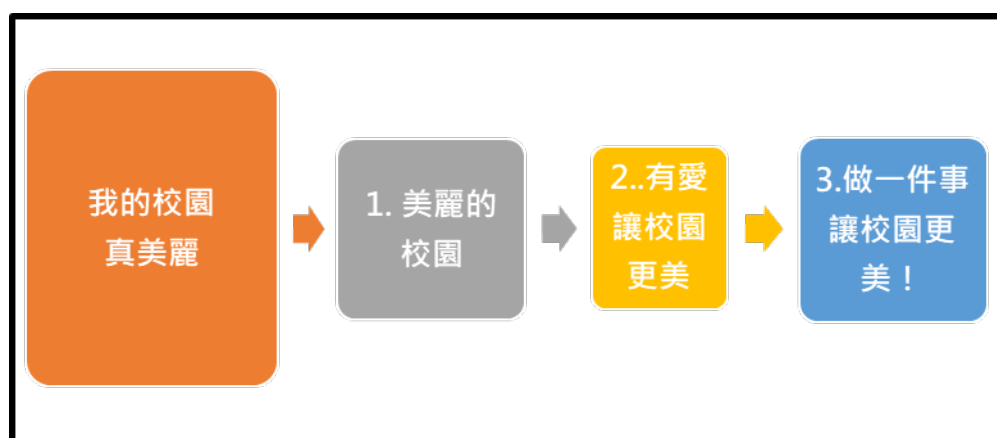 我的校園
真美麗
1. 美麗的
校園
2..有愛
讓校園
更美
3.做一件事
讓校園更
美！